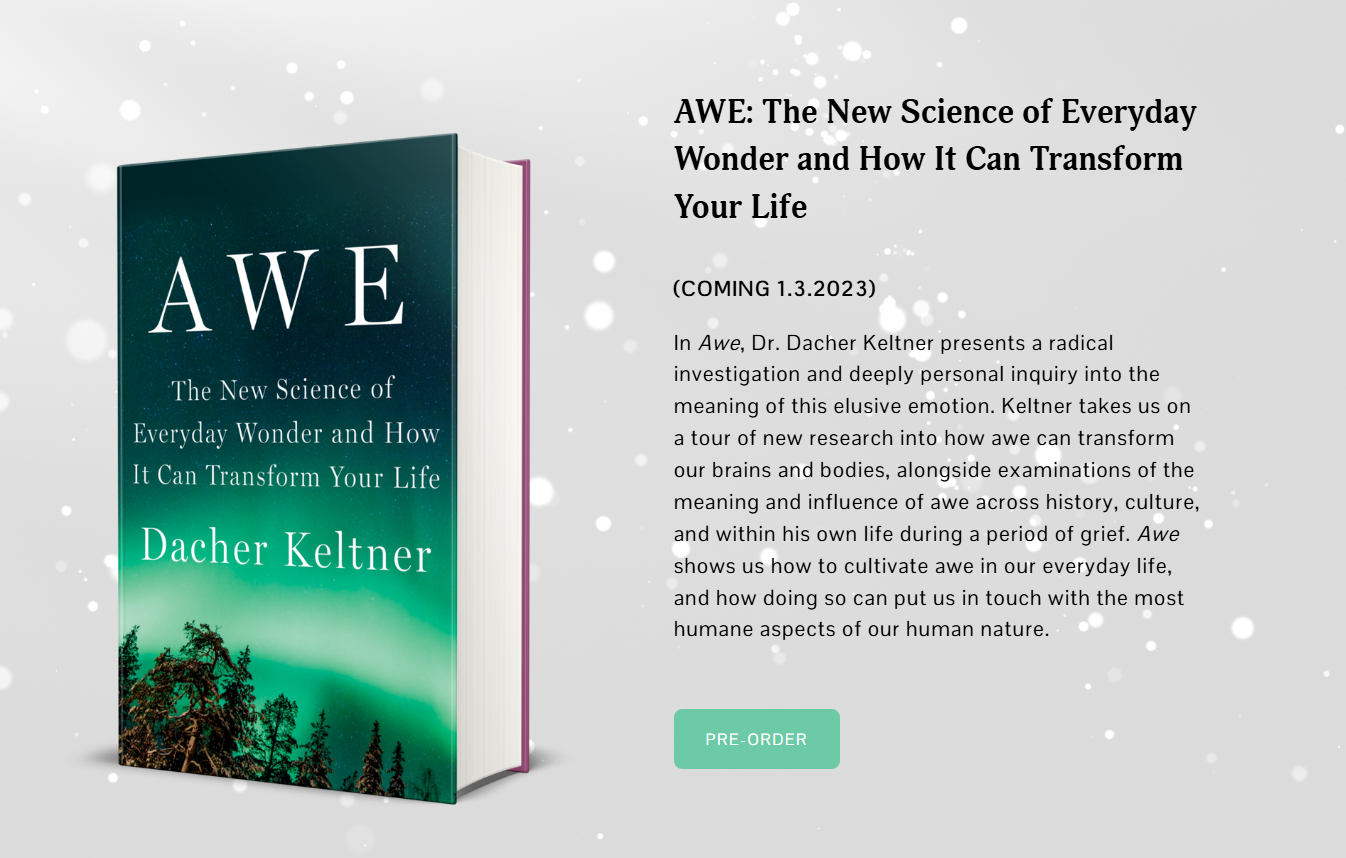 AWE
The New Science of
Everyday Wonder and How
It Can Transform Your Life
Dacher Keltner
AWE: The New Science of Everyday
Wonder and How It Can Transform
Your Life
(COMING 1.3.2023)
In Awe, Dr. Dacher Keltner presents a radical
investigation and deeply personal inquiry into the
meaning of this elusive emotion. Keltner takes us on
a tour of new research into how awe can transform
our brains and bodies, alongside examinations of the
meaning and influence of awe across history, culture,
and within his own life during a period of grief. Awe
shows us how to cultivate awe in our everyday life,
and how doing so can put us in touch with the most
humane aspects of our human nature.
PRE-ORDER